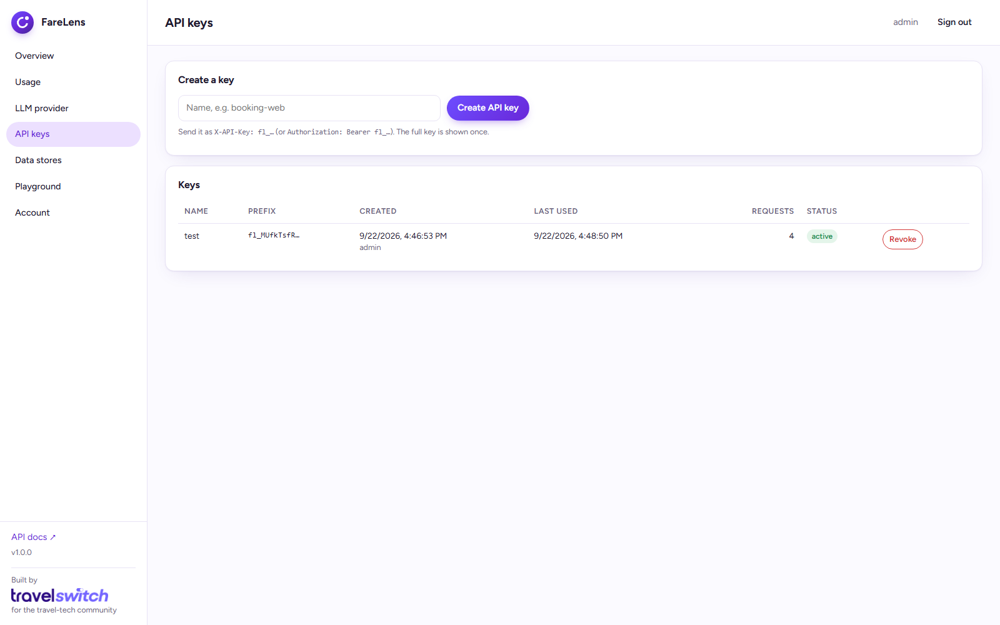 FareLens
Overview
Usage
LLM provider
API keys
Data stores
Playground
Account
API docs ↗
v1.0.0
Built by
travelswitch
for the travel-tech community
API keys
admin
Sign out
Create a key
Name, e.g. booking-web
Create API key
Send it as X-API-Key: fl_… (or Authorization: Bearer fl_…). The full key is shown once.
Keys
NAME PREFIX CREATED LAST USED REQUESTS STATUS
test fl_MUfkTsfR… 9/22/2026, 4:46:53 PM 9/22/2026, 4:48:50 PM 4 active Revoke
admin